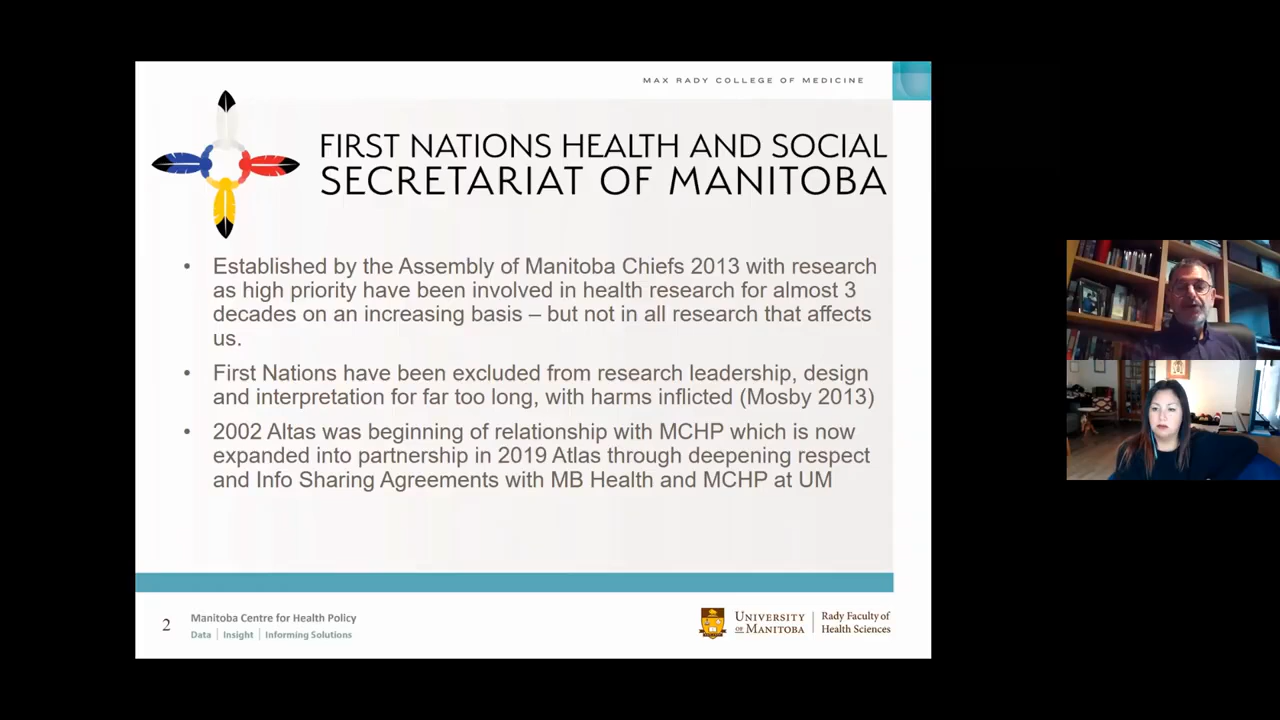 MAX RADY COLLEGE OF MEDICINE
FIRST NATIONS HEALTH AND SOCIAL
SECRETARIAT OF MANITOBA
• Established by the Assembly of Manitoba Chiefs 2013 with research
as high priority have been involved in health research for almost 3
decades on an increasing basis – but not in all research that affects
us.
• First Nations have been excluded from research leadership, design
and interpretation for far too long, with harms inflicted (Mosby 2013)
• 2002 Altas was beginning of relationship with MCHP which is now
expanded into partnership in 2019 Atlas through deepening respect
and Info Sharing Agreements with MB Health and MCHP at UM
2
Manitoba Centre for Health Policy
Data | Insight | Informing Solutions
UNIVERSITY
OF MANITOBA
Rady Faculty of
Health Sciences